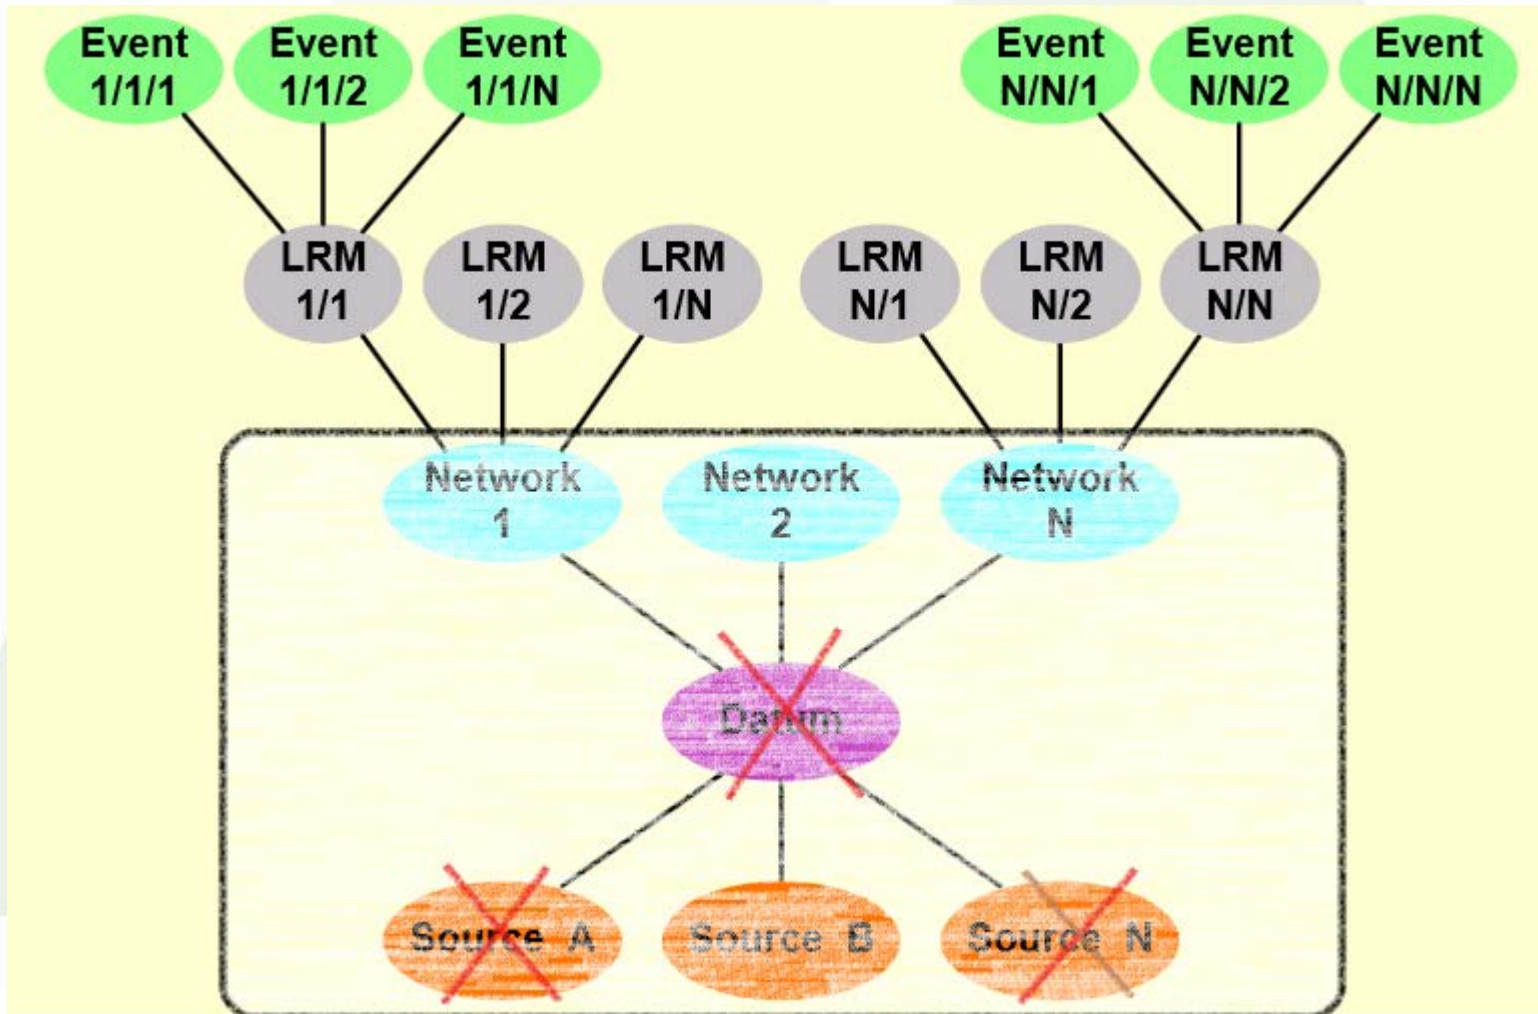 Event
1/1/1
Event
1/1/2
Event
1/1/N
Event
N/N/1
Event
N/N/2
Event
N/N/N
LRM
1/1
LRM
1/2
LRM
1/N
LRM
N/1
LRM
N/2
LRM
N/N
Network
1
Network
2
Network
N
Datum
Source A
Source B
Source N